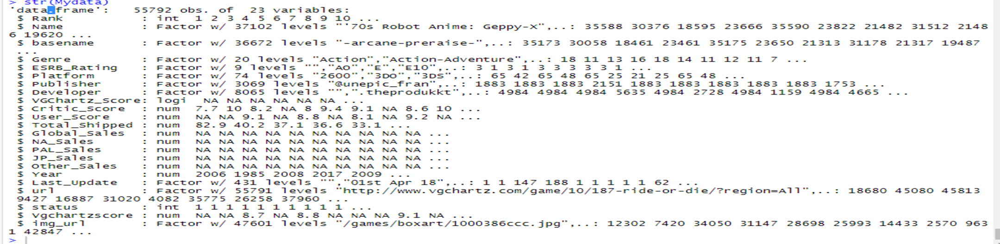 > str(Mydata)
'data.frame':   55792 obs. of  23 variables:
 $ Rank           : int  1 2 3 4 5 6 7 8 9 10 ...
 $ Name           : Factor w/ 37102 levels "'70s Robot Anime: Geppy-X",..: 35588 30376 18595 23666 35590 23822 21482 31512 2148
6 19620 ...
 $ basename       : Factor w/ 36672 levels "-arcane-preraise-",..: 35173 30058 18461 23461 35175 23650 21313 31178 21317 19487
...
 $ Genre          : Factor w/ 20 levels "Action","Action-Adventure",..: 18 11 13 16 18 14 11 12 11 7 ...
 $ ESRB_Rating    : Factor w/ 9 levels "","AO","E","E10",..: 3 1 3 1 3 3 3 3 3 1 ...
 $ Platform       : Factor w/ 74 levels "2600","3DO","3DS",..: 65 42 65 48 65 25 21 25 65 48 ...
 $ Publisher      : Factor w/ 3069 levels "@unepic_fran",..: 1883 1883 1883 2151 1883 1883 1883 1883 1883 1753 ...
 $ Developer      : Factor w/ 8065 levels "",".theprodukkt",..: 4984 4984 4984 5635 4984 2728 4984 1159 4984 4665 ...
 $ VGChartz_Score: logi  NA NA NA NA NA NA ...
 $ Critic_Score   : num  7.7 10 8.2 NA 8 9.4 9.1 NA 8.6 10 ...
 $ User_Score     : num  NA NA 9.1 NA 8.8 NA 8.1 NA 9.2 NA ...
 $ Total_Shipped : num  82.9 40.2 37.1 36.6 33.1 ...
 $ Global_Sales   : num  NA NA NA NA NA NA NA NA NA NA ...
 $ NA_Sales       : num  NA NA NA NA NA NA NA NA NA NA ...
 $ PAL_Sales      : num  NA NA NA NA NA NA NA NA NA NA ...
 $ JP_Sales       : num  NA NA NA NA NA NA NA NA NA NA ...
 $ Other_Sales    : num  NA NA NA NA NA NA NA NA NA NA ...
 $ Year           : num  2006 1985 2008 2017 2009 ...
 $ Last_Update    : Factor w/ 431 levels "","01st Apr 18",..: 1 1 147 188 1 1 1 1 1 62 ...
 $ url            : Factor w/ 55791 levels "http://www.vgchartz.com/game/10/187-ride-or-die/?region=All",..: 18680 45080 45813
9427 16887 31020 4082 35775 26258 37960 ...
 $ status         : int  1 1 1 1 1 1 1 1 1 1 ...
 $ Vgchartzscore : num  NA NA 8.7 NA 8.8 NA NA NA 9.1 NA ...
 $ img_url        : Factor w/ 47601 levels "/games/boxart/1000386ccc.jpg",..: 12302 7420 34050 31147 28698 25993 14433 2570 963
1 42847 ...
>